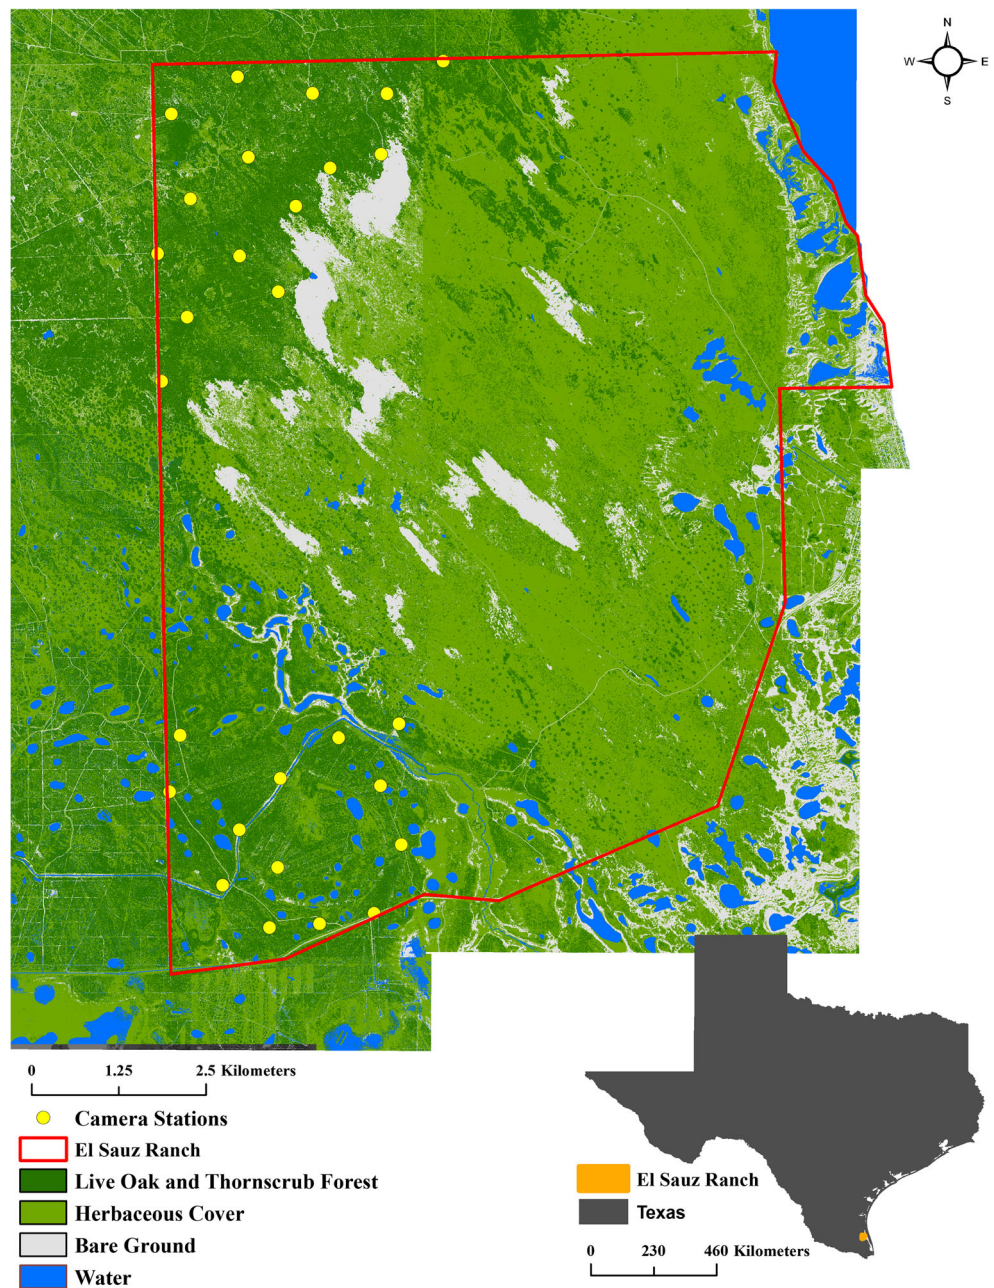 N
W E
S
0 1.25 2.5 Kilometers
Camera Stations
El Sauz Ranch
Live Oak and Thornscrub Forest
Herbaceous Cover
Bare Ground
Water
El Sauz Ranch
Texas
0 230 460 Kilometers